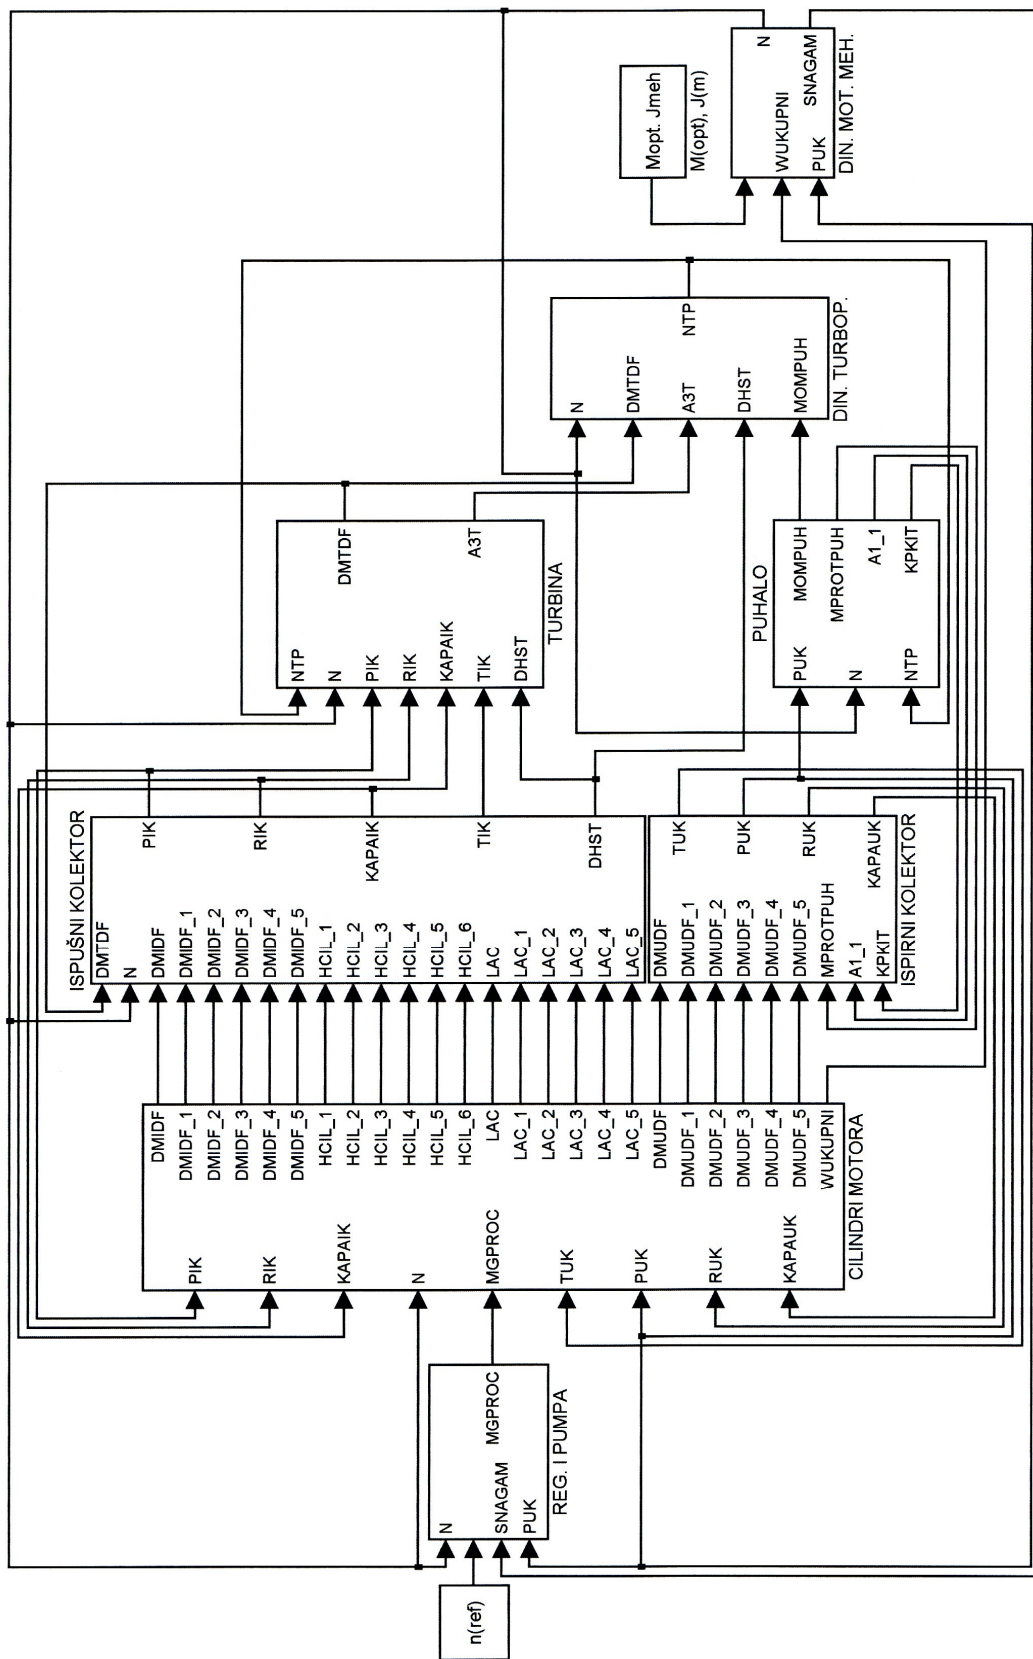 n(ref)
N
SNAGAM
PUK
MGPROC
REG. I PUMPA
PIK
RIK
KAPAIK
N
MGPROC
TUK
PUK
RUK
KAPAUK
DMIDF
DMIDF_1
DMIDF_2
DMIDF_3
DMIDF_4
DMIDF_5
HCIL_1
HCIL_2
HCIL_3
HCIL_4
HCIL_5
HCIL_6
LAC
LAC_1
LAC_2
LAC_3
LAC_4
LAC_5
DMUDF
DMUDF_1
DMUDF_2
DMUDF_3
DMUDF_4
DMUDF_5
WUKUPNI
CILINDRI MOTORA
ISPUŠNI KOLEKTOR
DMTDF
N
DMIDF
DMIDF_1
DMIDF_2
DMIDF_3
DMIDF_4
DMIDF_5
HCIL_1
HCIL_2
HCIL_3
HCIL_4
HCIL_5
HCIL_6
LAC
LAC_1
LAC_2
LAC_3
LAC_4
LAC_5
PIK
RIK
KAPAIK
TIK
DHST
DMUDF
DMUDF_1
DMUDF_2
DMUDF_3
DMUDF_4
DMUDF_5
MPROTPUH
A1_1
KPKIT
TUK
PUK
RUK
KAPAUK
ISPIRNI KOLEKTOR
NTP
N
PIK
RIK
KAPAIK
TIK
DHST
DMTDF
A3T
TURBINA
PUHALO
PUK
N
NTP
MOMPUH
MPROTPUH
A1_1
KPKIT
N
DMTDF
A3T
DHST
MOMPUH
NTP
DIN. TURBOP.
Mopt. Jmeh
M(opt), J(m)
WUKUPNI
PUK
N
SNAGAM
DIN. MOT. MEH.